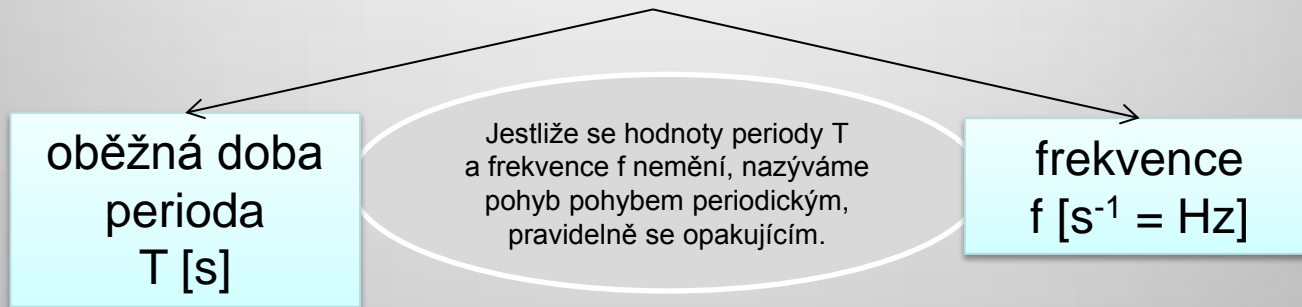 oběžná doba
perioda
T [s]
Jestliže se hodnoty periody T
a frekvence f nemění, nazýváme
pohyb pohybem periodickým,
pravidelně se opakujícím.
frekvence
f [s⁻¹ = Hz]